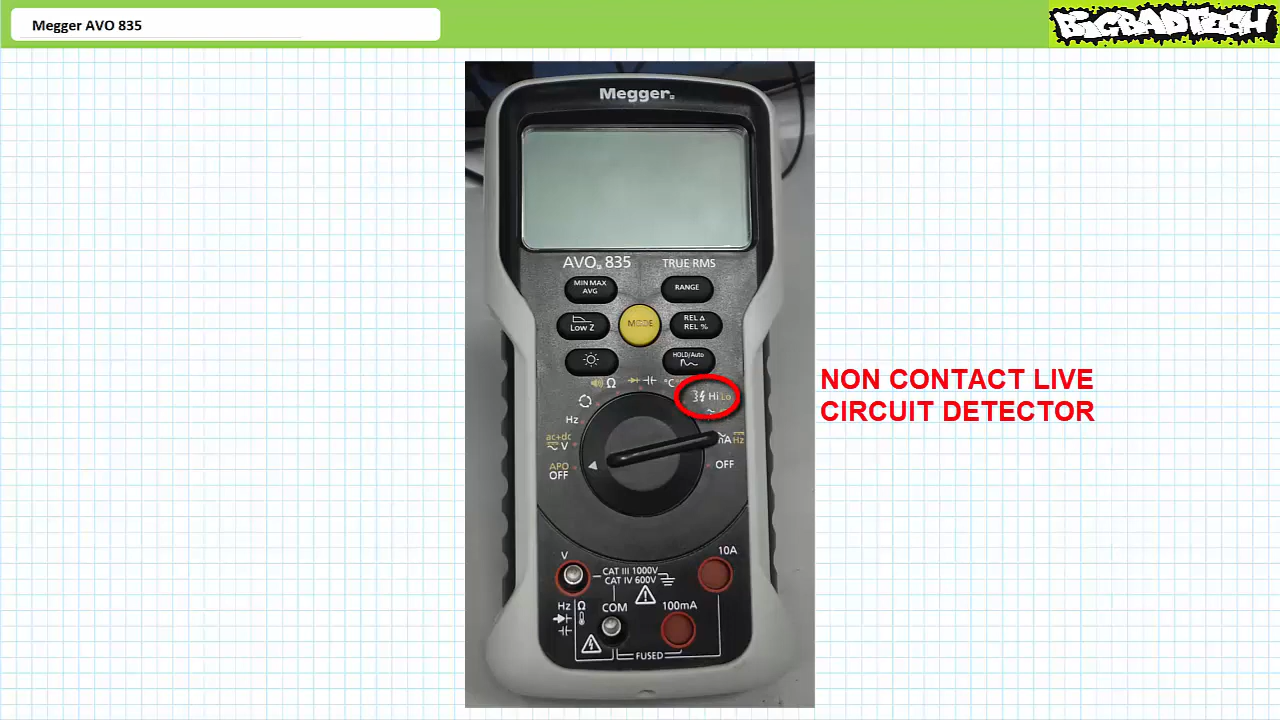 Megger AVO 835
BIGBADTECH
Megger®
AVO® 835 TRUE RMS
MIN MAX
AVG
RANGE
Low Z
MODE
REL Δ
REL %
HOLD/Auto
Ω
°C
Hi Lo
Hz
ac+dc
V
mA Hz
APO
OFF
OFF
NON CONTACT LIVE
CIRCUIT DETECTOR
V
10A
CAT III 1000V
CAT IV 600V
Hz Ω
COM
100mA
FUSED